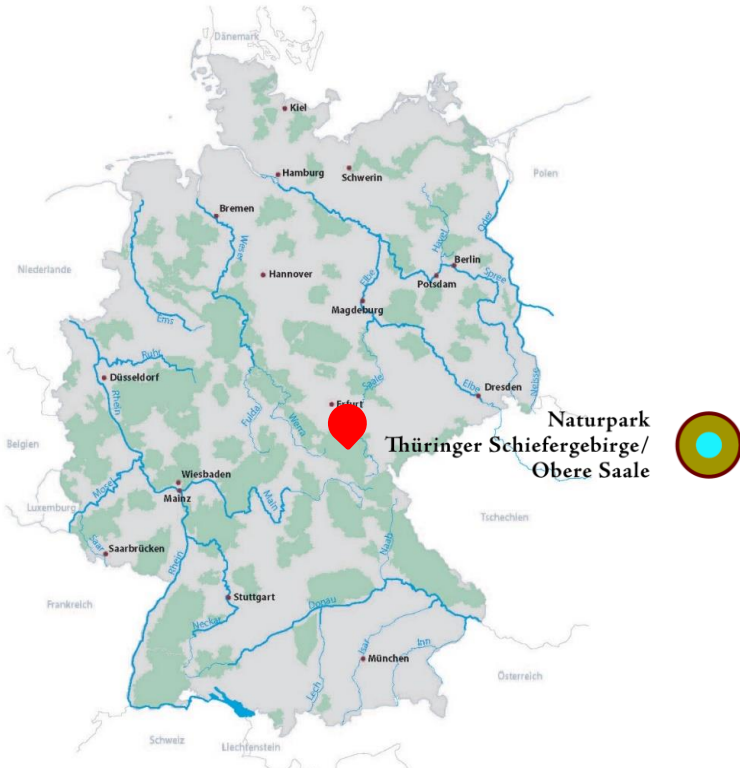 Dänemark
Kiel
Hamburg
Schwerin
Polen
Bremen
Weser
Havel
Oder
Niederlande
Hannover
Elbe
Berlin
Potsdam
Spree
Magdeburg
Ems
Ruhr
Düsseldorf
Rhein
Saale
Elbe
Dresden
Neisse
Erfurt
Fulda
Werra
Naturpark
Thüringer Schiefergebirge/
Obere Saale
Belgien
Wiesbaden
Mainz
Mosel
Main
Luxemburg
Tschechien
Saar
Saarbrücken
Rhein
Naab
Frankreich
Stuttgart
Donau
Neckar
Isar
Inn
München
Lech
Österreich
Schweiz
Liechtenstein